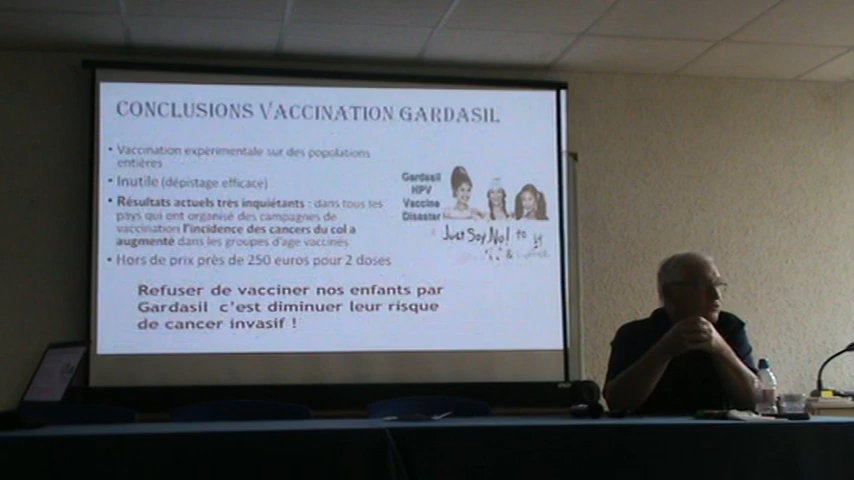 CONCLUSIONS VACCINATION GARDASIL
• Vaccination expérimentale sur des populations
entières
• Inutile (dépistage efficace)
• Résultats actuels très inquiétants : dans tous les
pays qui ont organisé des campagnes de
vaccination l'incidence des cancers du col a
augmenté dans les groupes d'age vaccinés
• Hors de prix près de 250 euros pour 2 doses
Refuser de vacciner nos enfants par
Gardasil c'est diminuer leur risque
de cancer invasif !
Gardasil
HPV
Vaccine
Disaster
Just Say No! to
&